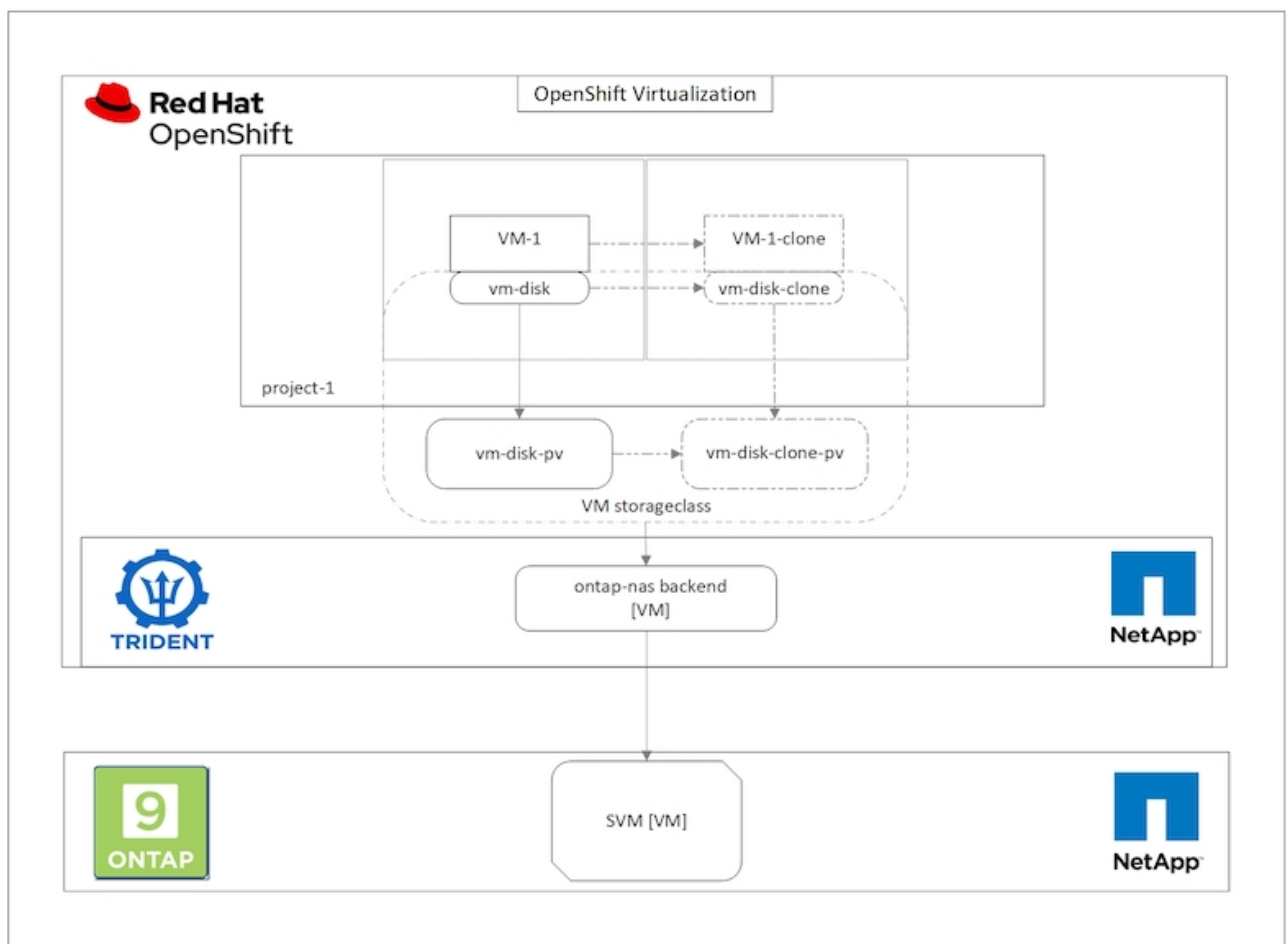 Red Hat
OpenShift
OpenShift Virtualization
VM-1
VM-1-clone
vm-disk
vm-disk-clone
project-1
vm-disk-pv
vm-disk-clone-pv
VM storageclass
TRIDENT
ontap-nas backend
[VM]
NetApp
9
ONTAP
SVM [VM]
NetApp